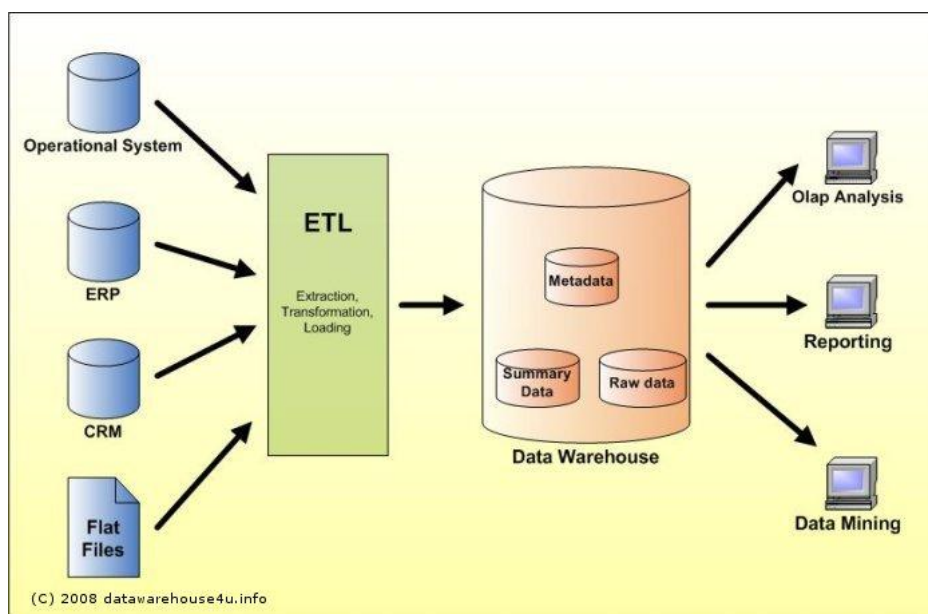 Operational System
ERP
CRM
Flat
Files
ETL
Extraction,
Transformation,
Loading
Metadata
Summary
Data
Raw data
Data Warehouse
Olap Analysis
Reporting
Data Mining
(C) 2008 datawarehouse4u.info